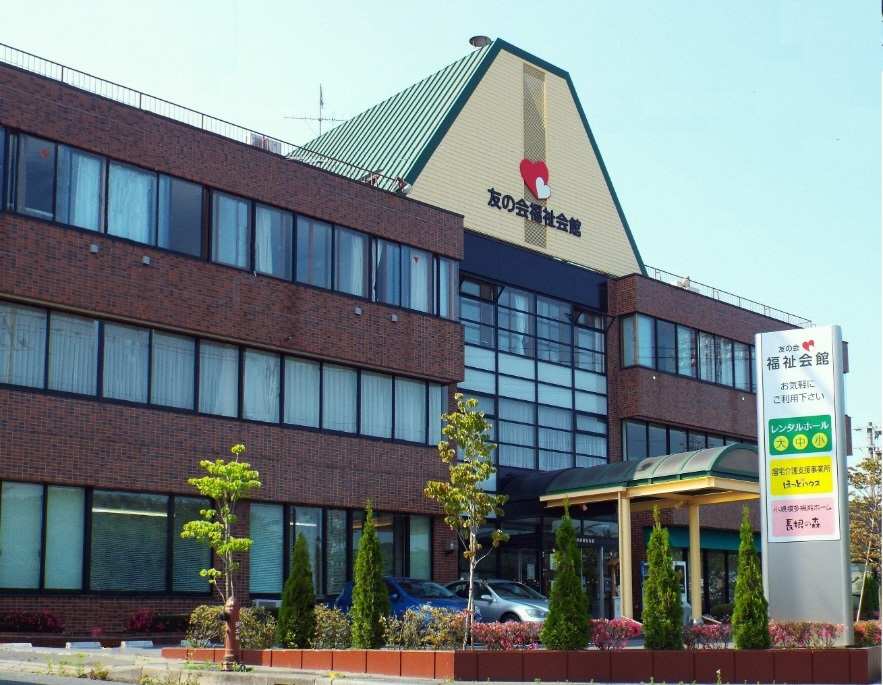 友の会福祉会館
友の会
福祉会館
お気軽に
ご利用下さい
レンタルホール
大中小
居宅介護支援事業所
はーとハウス
小規模多機能ホーム
長根の森